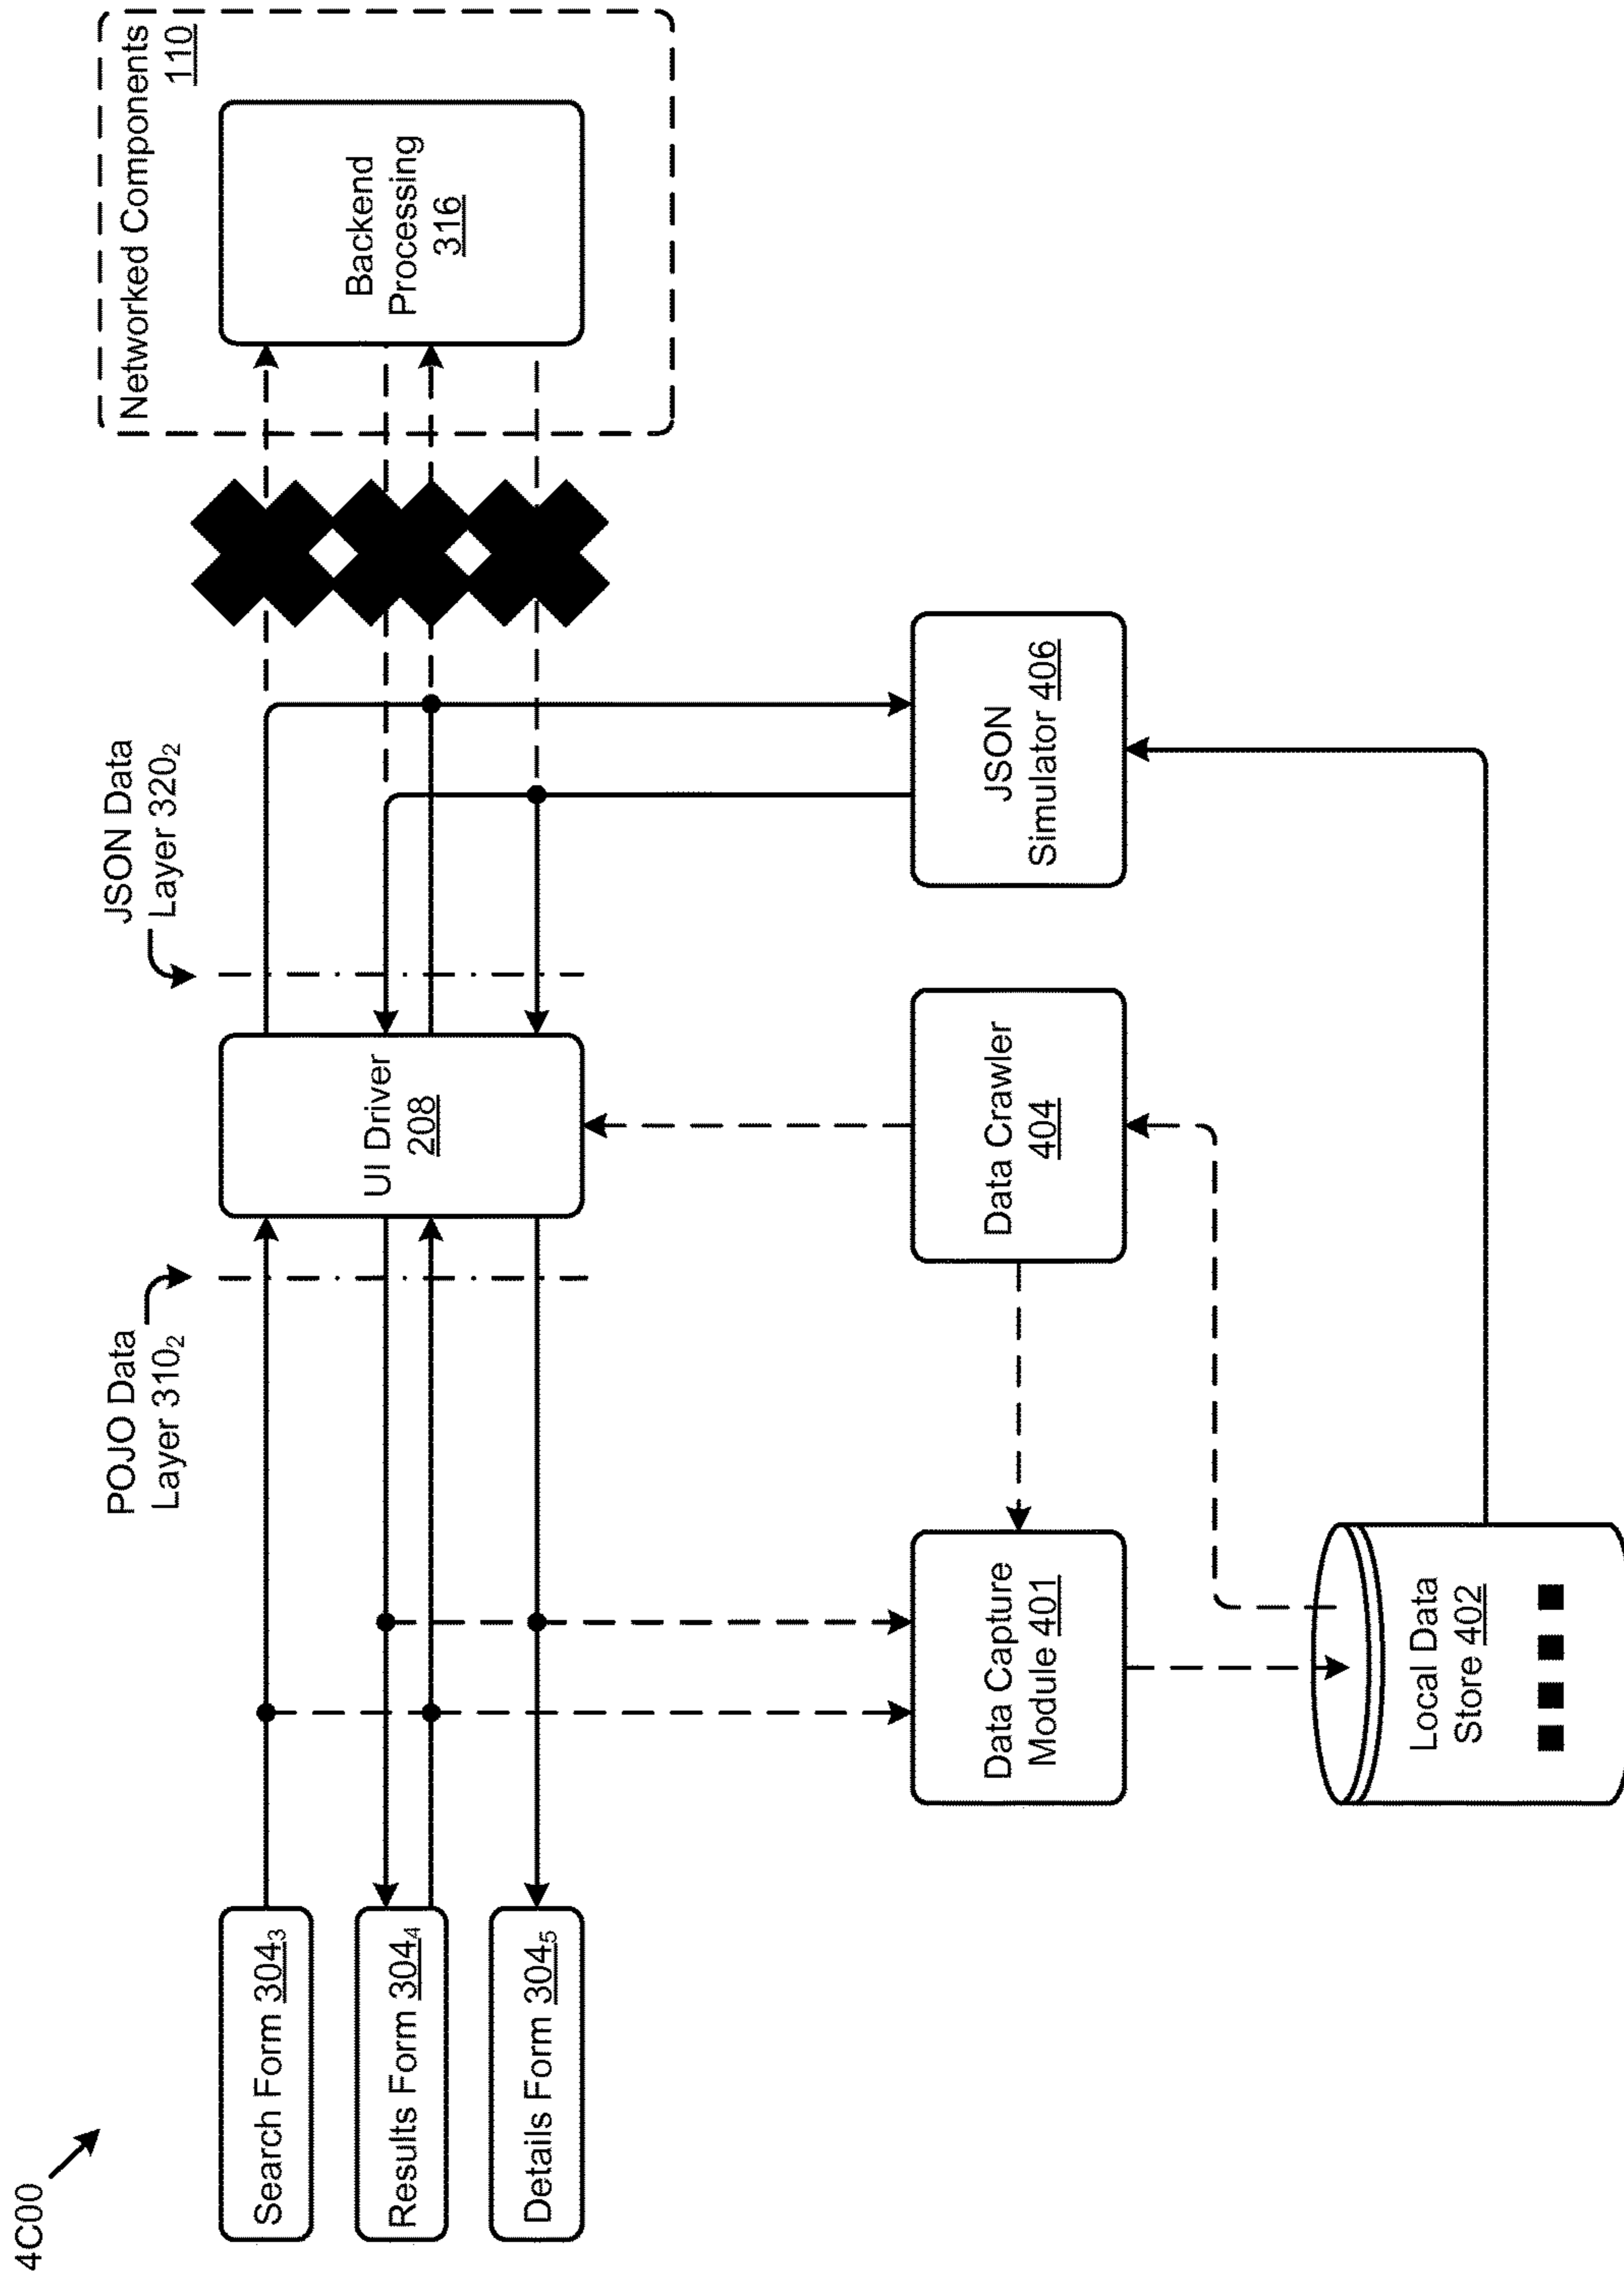 4C00
POJO Data
Layer 310₂
JSON Data
Layer 320₂
Networked Components
110
Search Form 304₃
Results Form 304₄
Details Form 304₅
UI Driver
208
Backend
Processing
316
Data Capture
Module 401
Data Crawler
404
JSON
Simulator 406
Local Data
Store 402